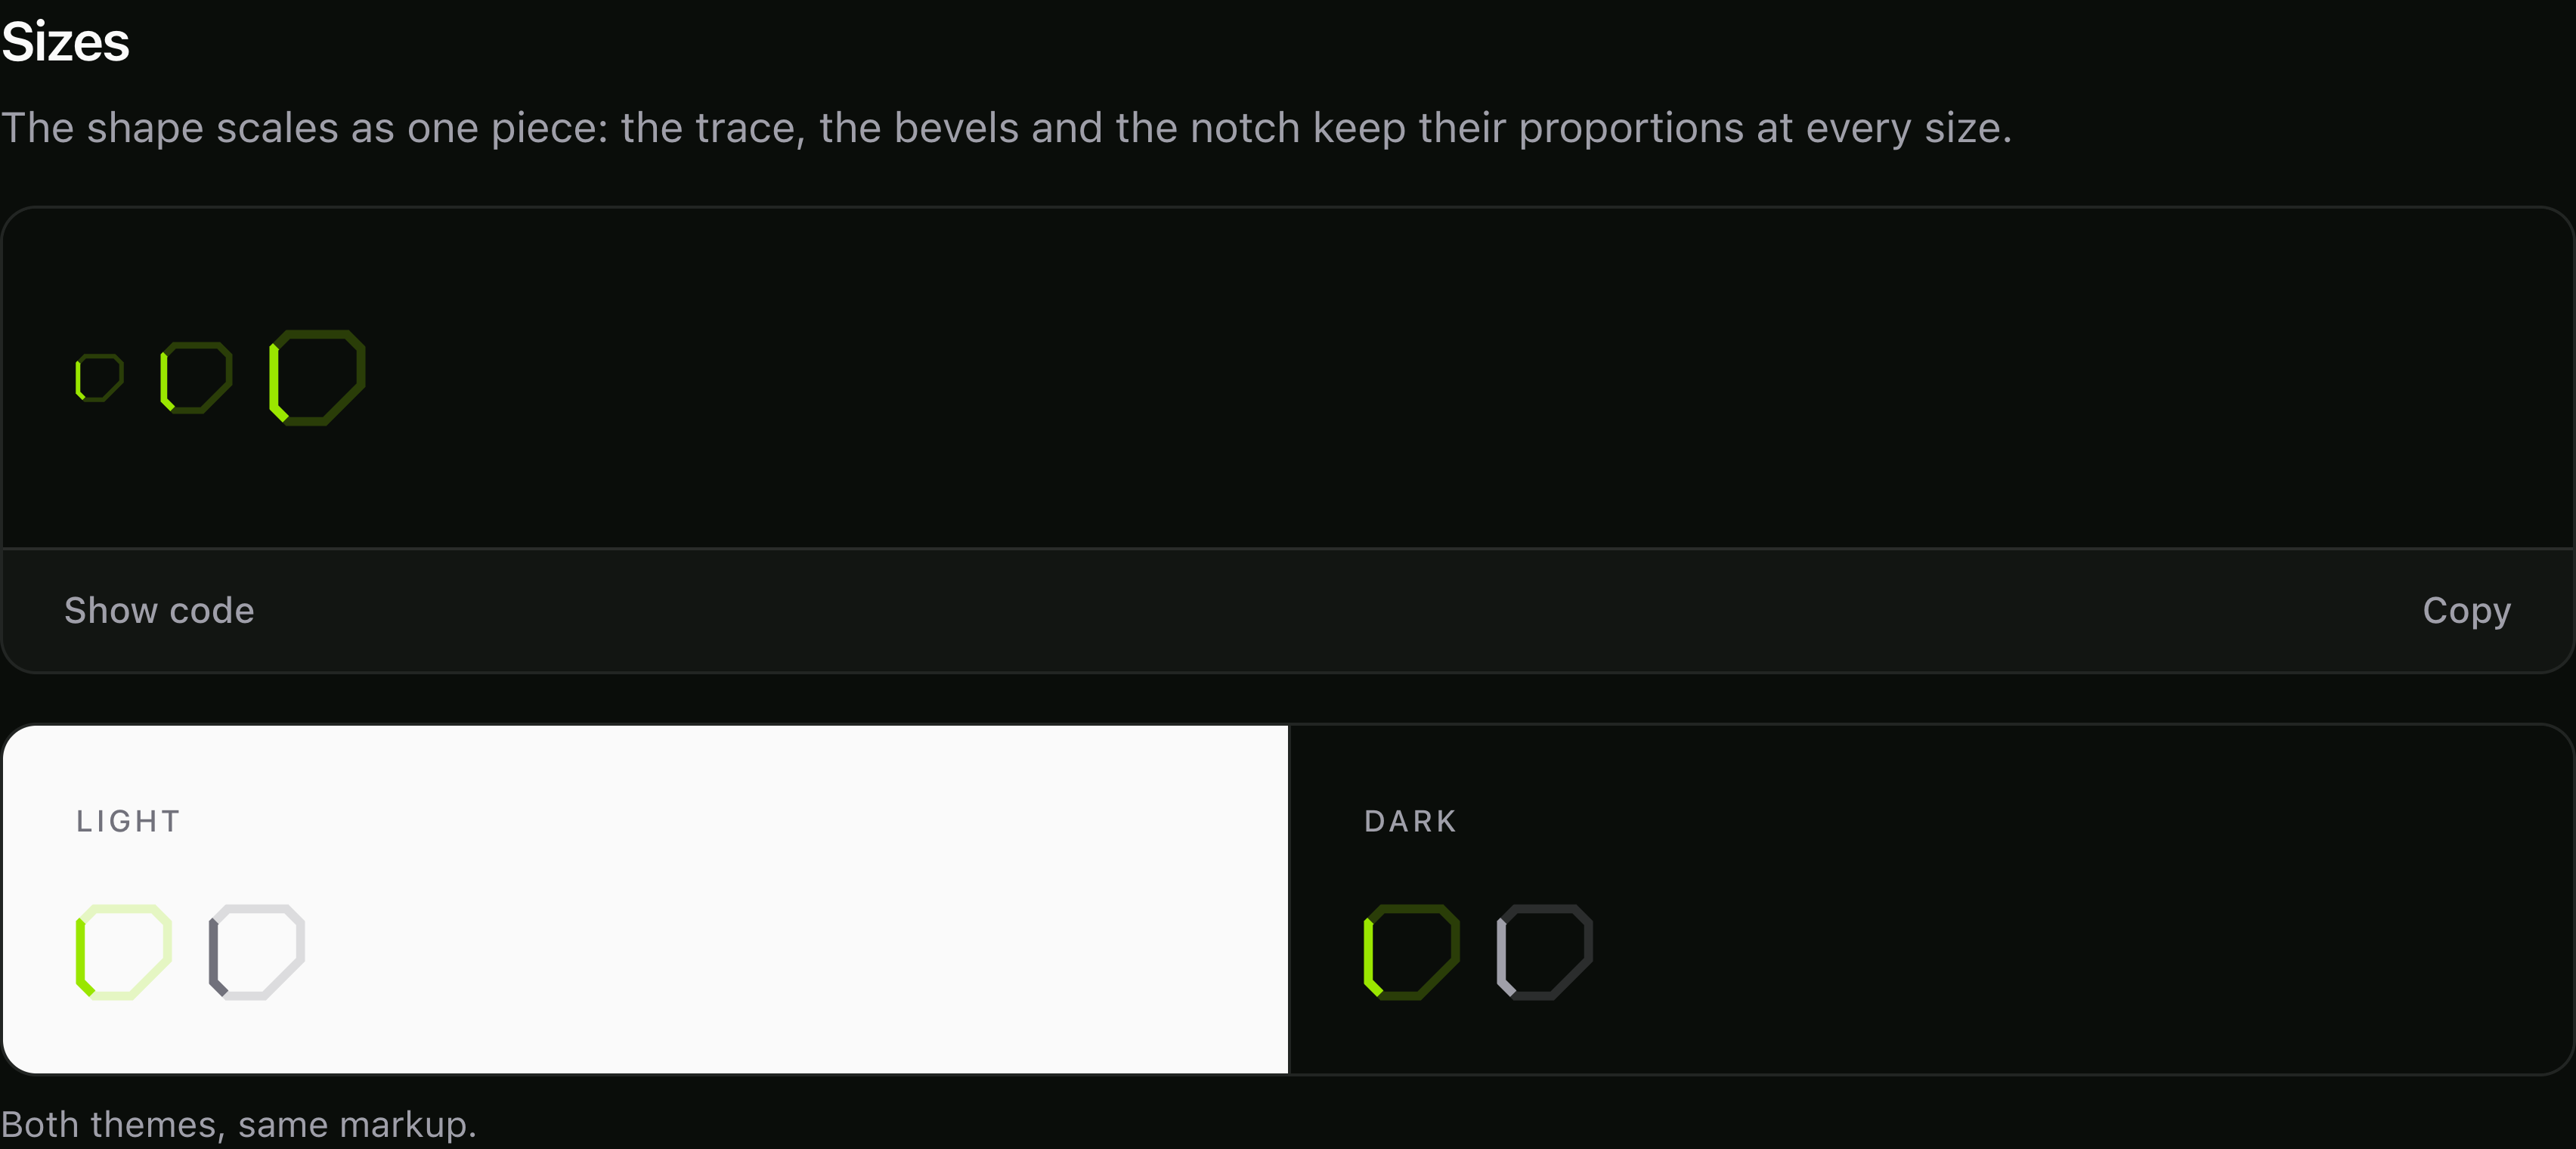 Sizes
The shape scales as one piece: the trace, the bevels and the notch keep their proportions at every size.
Show code
Copy
LIGHT
DARK
Both themes, same markup.